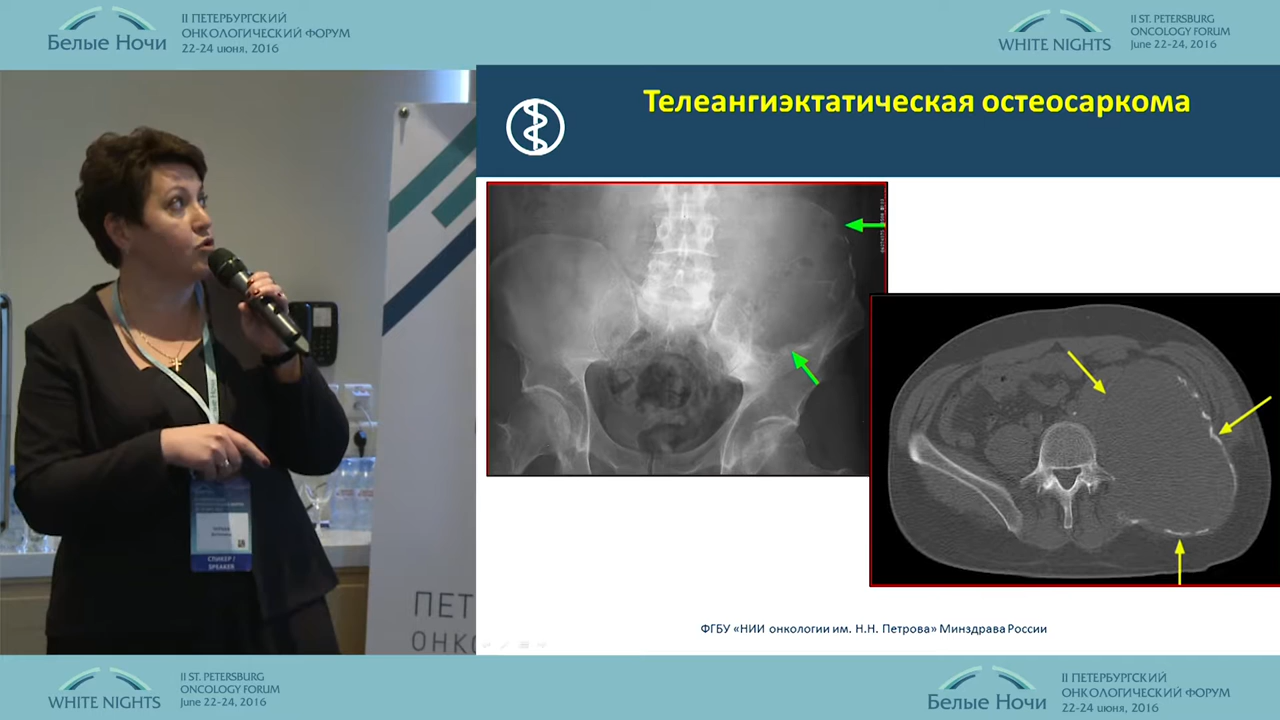 Белые Ночи
II ПЕТЕРБУРГСКИЙ
ОНКОЛОГИЧЕСКИЙ ФОРУМ
22-24 июня, 2016
WHITE NIGHTS
II ST. PETERSBURG
ONCOLOGY FORUM
June 22-24, 2016
Телеангиэктатическая остеосаркома
СПИКЕР /
SPEAKER
ПЕТ
ОНКО
ФГБУ «НИИ онкологии им. Н.Н. Петрова» Минздрава России
WHITE NIGHTS
II ST. PETERSBURG
ONCOLOGY FORUM
June 22-24, 2016
Белые Ночи
II ПЕТЕРБУРГСКИЙ
ОНКОЛОГИЧЕСКИЙ ФОРУМ
22-24 июня, 2016